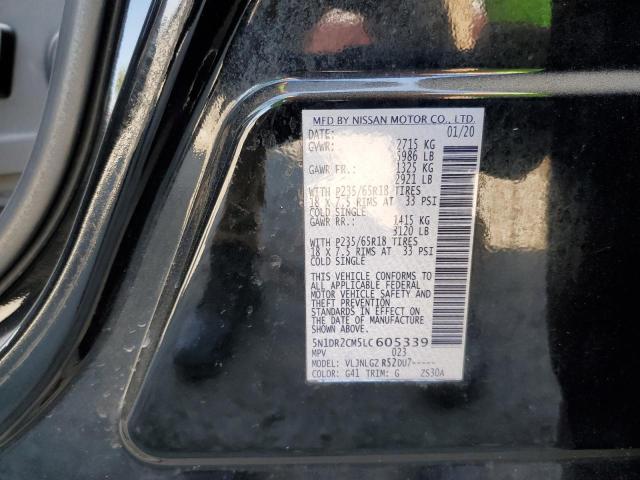 MFD BY NISSAN MOTOR CO., LTD.
DATE: 01/20
GVWR: 2715 KG
5986 LB
GAWR FR.: 1325 KG
2921 LB
WITH P235/65R18 TIRES
18 X 7.5 RIMS AT 33 PSI
COLD SINGLE
GAWR RR.: 1415 KG
3120 LB
WITH P235/65R18 TIRES
18 X 7.5 RIMS AT 33 PSI
COLD SINGLE
THIS VEHICLE CONFORMS TO
ALL APPLICABLE FEDERAL
MOTOR VEHICLE SAFETY AND
THEFT PREVENTION
STANDARDS IN EFFECT ON
THE DATE OF MANUFACTURE
SHOWN ABOVE.
5N1DR2CM5LC605339
MPV 023
MODEL: VLJNLGZ R52DU7-----
COLOR: G41 TRIM: G ZS30A